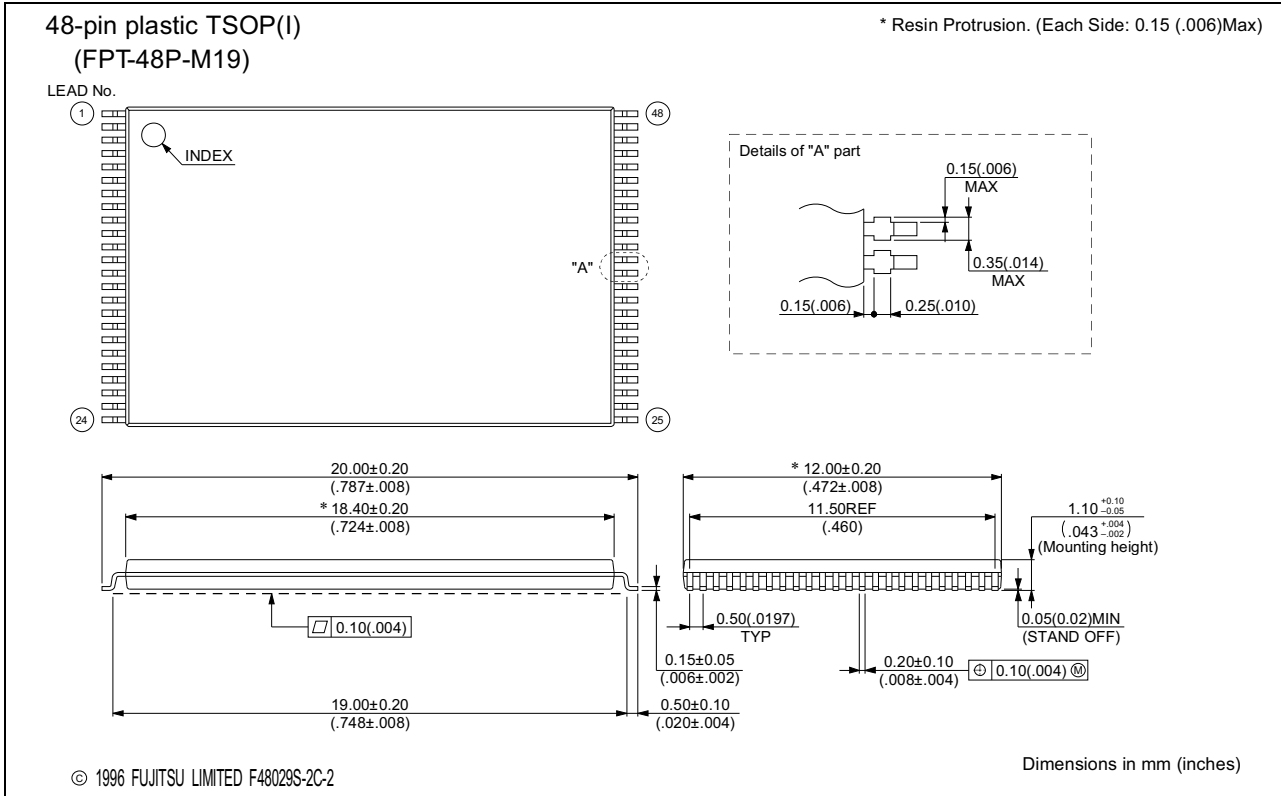 48-pin plastic TSOP(I)
(FPT-48P-M19)
* Resin Protrusion. (Each Side: 0.15 (.006)Max)
LEAD No.
1
48
INDEX
"A"
24
25
Details of "A" part
0.15(.006)
MAX
0.35(.014)
MAX
0.15(.006)
0.25(.010)
20.00±0.20
(.787±.008)
* 18.40±0.20
(.724±.008)
0.10(.004)
0.15±0.05
(.006±.002)
19.00±0.20
(.748±.008)
0.50±0.10
(.020±.004)
* 12.00±0.20
(.472±.008)
11.50REF
(.460)
1.10 +0.10 −0.05
(.043 +.004 −.002)
(Mounting height)
0.50(.0197)
TYP
0.05(0.02)MIN
(STAND OFF)
0.20±0.10
(.008±.004)
⌖ 0.10(.004) Ⓜ
© 1996 FUJITSU LIMITED F48029S-2C-2
Dimensions in mm (inches)